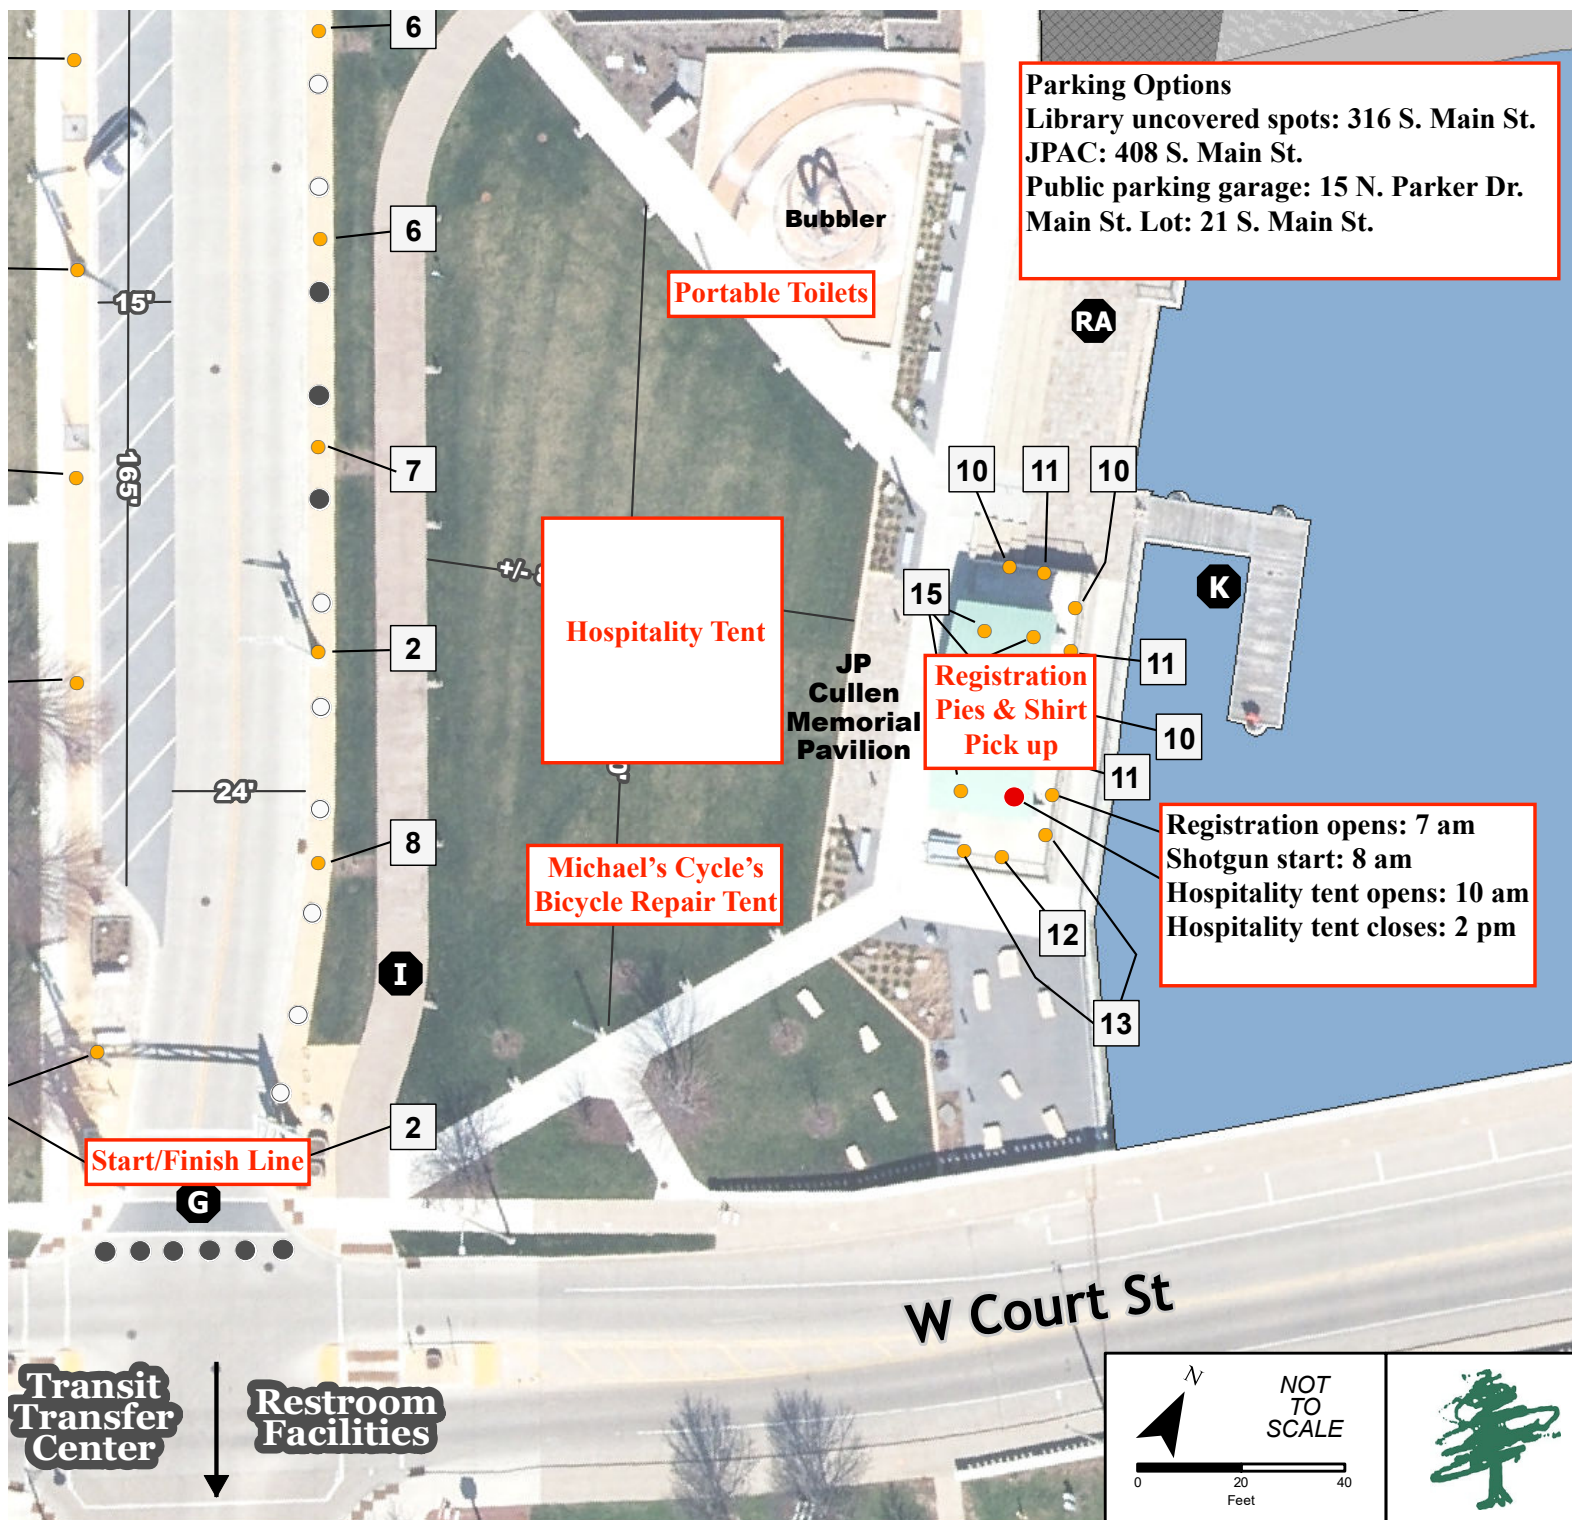 6
Parking Options
Library uncovered spots: 316 S. Main St.
JPAC: 408 S. Main St.
Public parking garage: 15 N. Parker Dr.
Main St. Lot: 21 S. Main St.
Bubbler
6
Portable Toilets
15'
RA
165'
7
10
11
10
+/-
K
15
Hospitality Tent
2
11
JP
Cullen
Memorial
Pavilion
Registration
Pies & Shirt
Pick up
10
11
24'
8
Michael's Cycle's
Bicycle Repair Tent
Registration opens: 7 am
Shotgun start: 8 am
Hospitality tent opens: 10 am
Hospitality tent closes: 2 pm
12
I
13
2
Start/Finish Line
G
W Court St
Transit
Transfer
Center
Restroom
Facilities
N
NOT
TO
SCALE
0 20 40
Feet